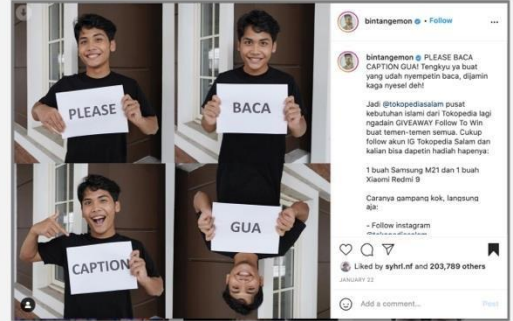 PLEASE
BACA
CAPTION
GUA
bintangemon • Follow
bintangemon PLEASE BACA
CAPTION GUA! Tengkyu ya buat
yang udah nyempetin baca, dijamin
kaga nyesel deh!
Jadi @tokopediasalam pusat
kebutuhan islami dari Tokopedia lagi
ngadain GIVEAWAY Follow To Win
buat temen-temen semua. Cukup
follow akun IG Tokopedia Salam dan
kalian bisa dapetin hadiah hapenya:
1 buah Samsung M21 dan 1 buah
Xiaomi Redmi 9
Caranya gampang kok, langsung
aja:
- Follow instagram
@tokopediasalam
Liked by syhrl.nf and 203,789 others
JANUARY 22
Add a comment...
Post